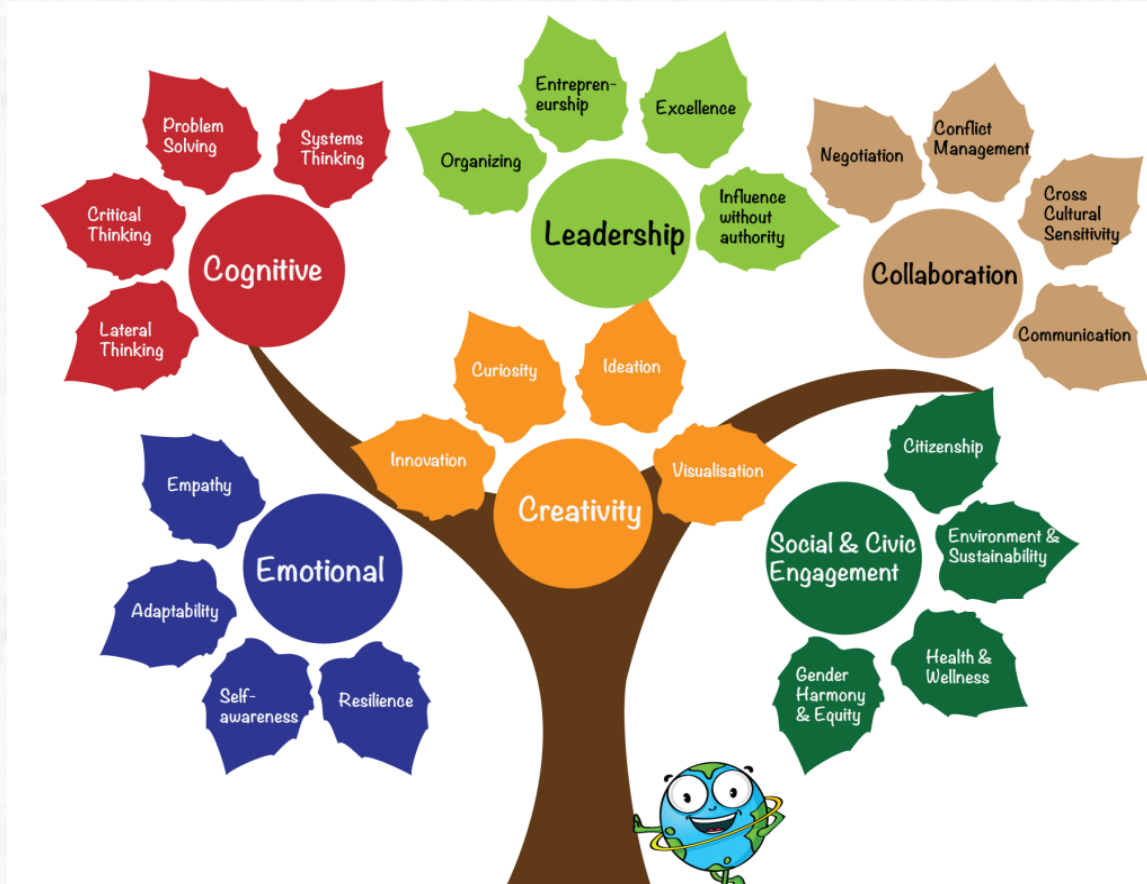 Problem
Solving
Systems
Thinking
Critical
Thinking
Lateral
Thinking
Cognitive
Entrepren-
eurship
Excellence
Organizing
Influence
without
authority
Leadership
Negotiation
Conflict
Management
Cross
Cultural
Sensitivity
Communication
Collaboration
Curiosity
Ideation
Innovation
Visualisation
Creativity
Empathy
Adaptability
Self-
awareness
Resilience
Emotional
Citizenship
Environment &
Sustainability
Health &
Wellness
Gender
Harmony
& Equity
Social & Civic
Engagement